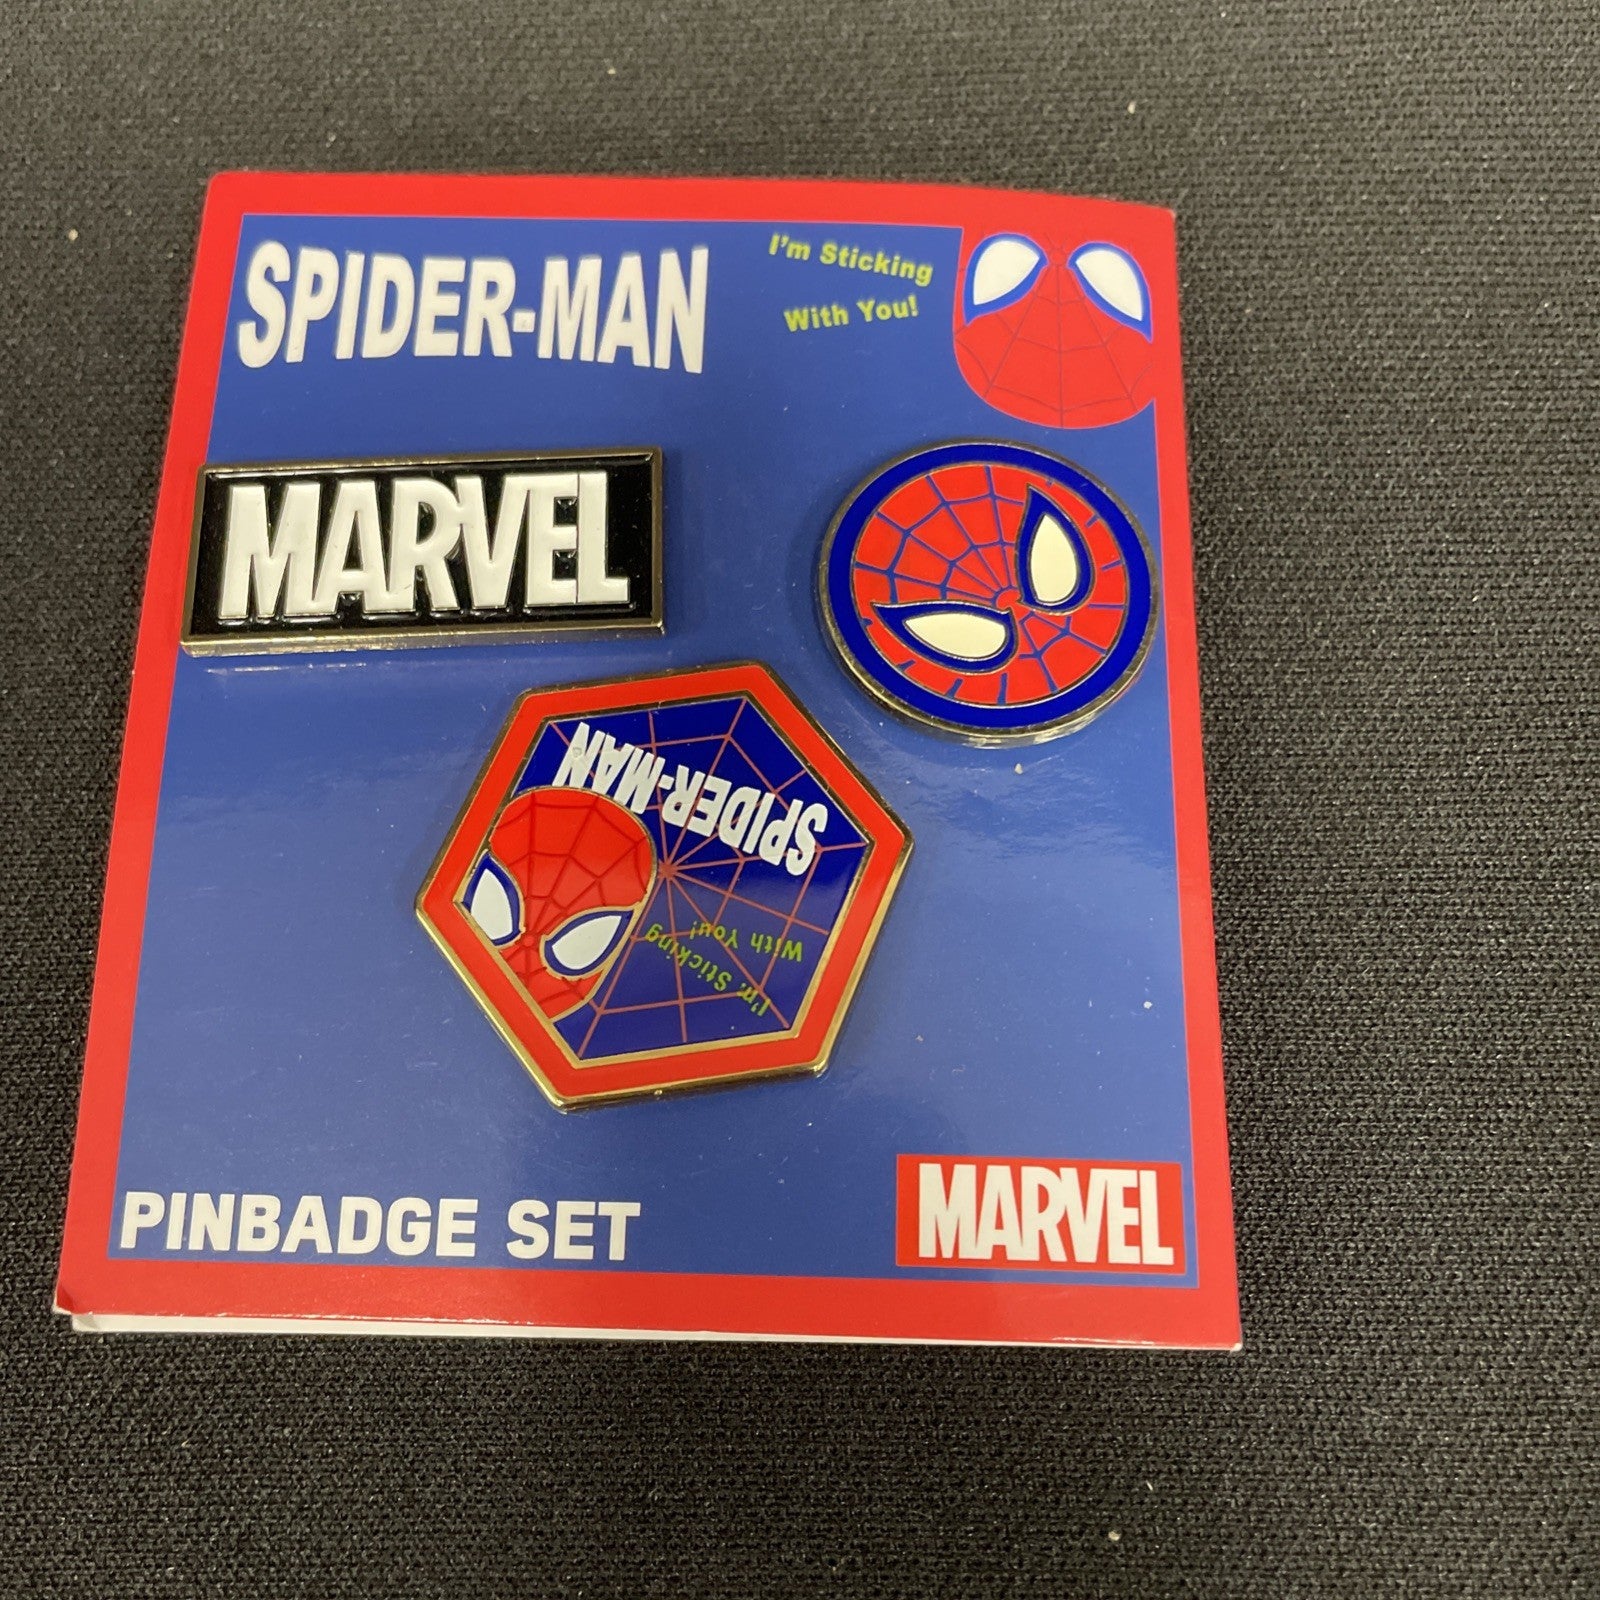 SPIDER-MAN
I'm Sticking
With You!
MARVEL
SPIDER-MAN
I'm Sticking
With You!
PINBADGE SET
MARVEL